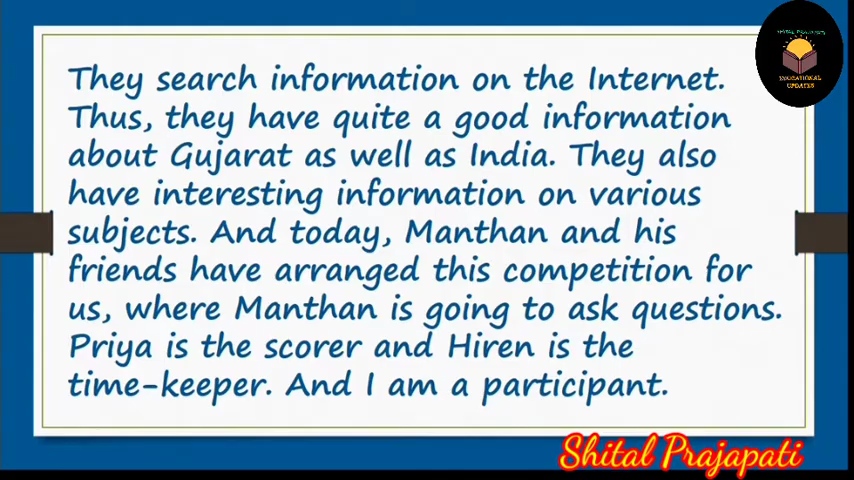 They search information on the Internet.
Thus, they have quite a good information
about Gujarat as well as India. They also
have interesting information on various
subjects. And today, Manthan and his
friends have arranged this competition for
us, where Manthan is going to ask questions.
Priya is the scorer and Hiren is the
time-keeper. And I am a participant.
SHITAL PRAJAPATI
EDUCATIONAL
UPDATES
Shital Prajapati